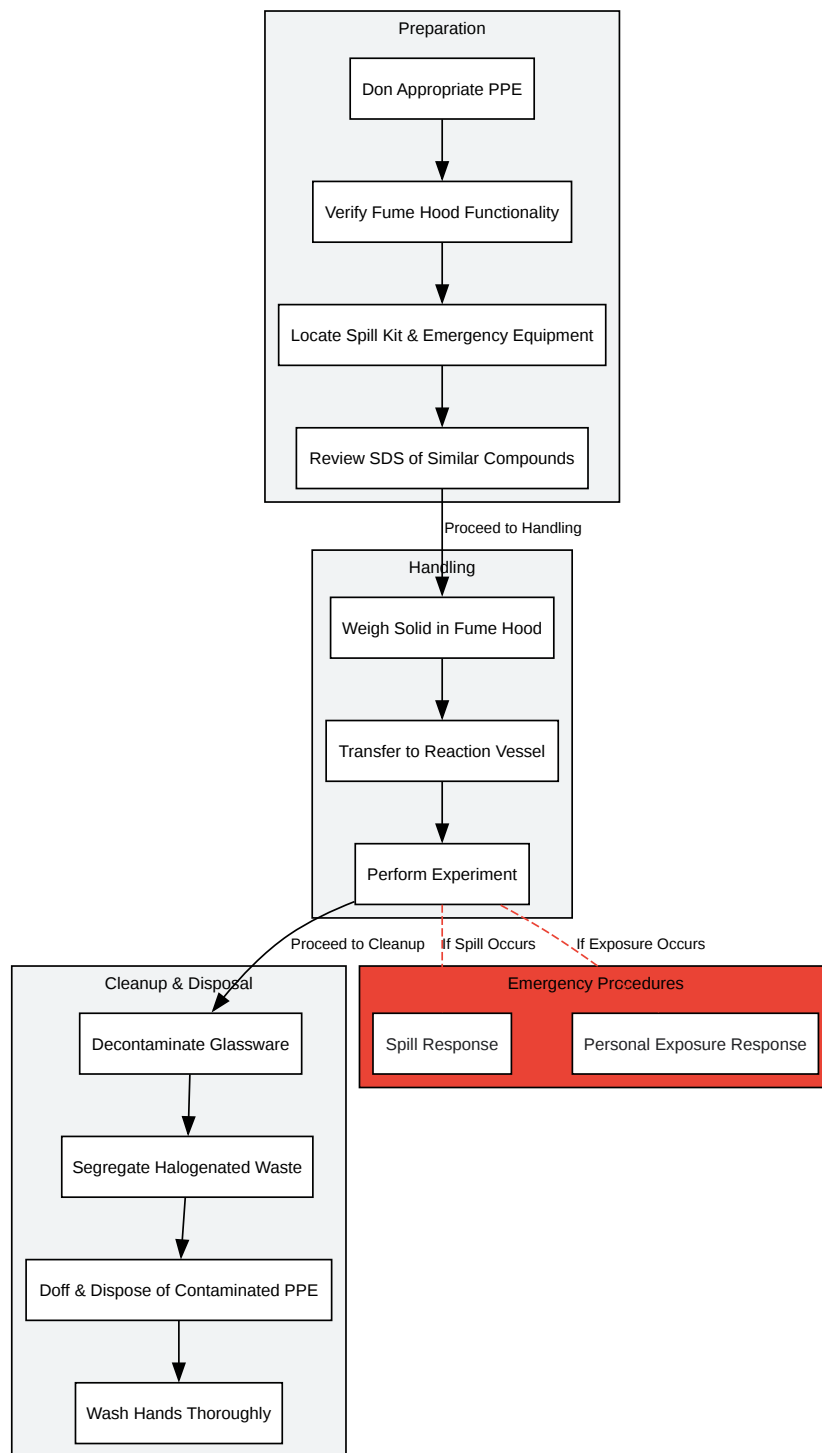 Preparation
Don Appropriate PPE
Verify Fume Hood Functionality
Locate Spill Kit & Emergency Equipment
Review SDS of Similar Compounds
Proceed to Handling
Handling
Weigh Solid in Fume Hood
Transfer to Reaction Vessel
Perform Experiment
Proceed to Cleanup
If Spill Occurs
If Exposure Occurs
Cleanup & Disposal
Decontaminate Glassware
Segregate Halogenated Waste
Doff & Dispose of Contaminated PPE
Wash Hands Thoroughly
Emergency Procedures
Spill Response
Personal Exposure Response